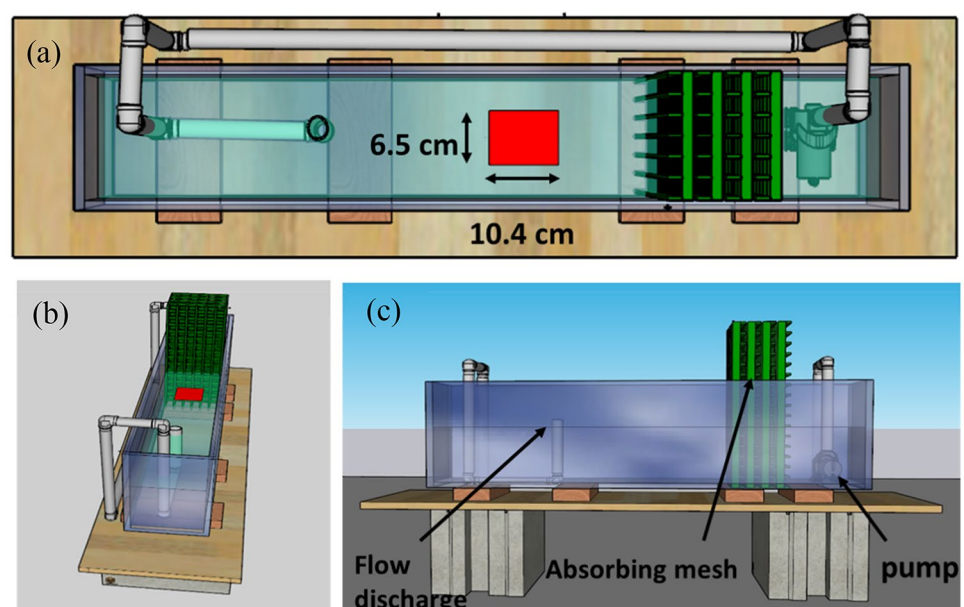 (a)
6.5 cm
10.4 cm
(b)
(c)
Flow
discharge
Absorbing mesh
pump